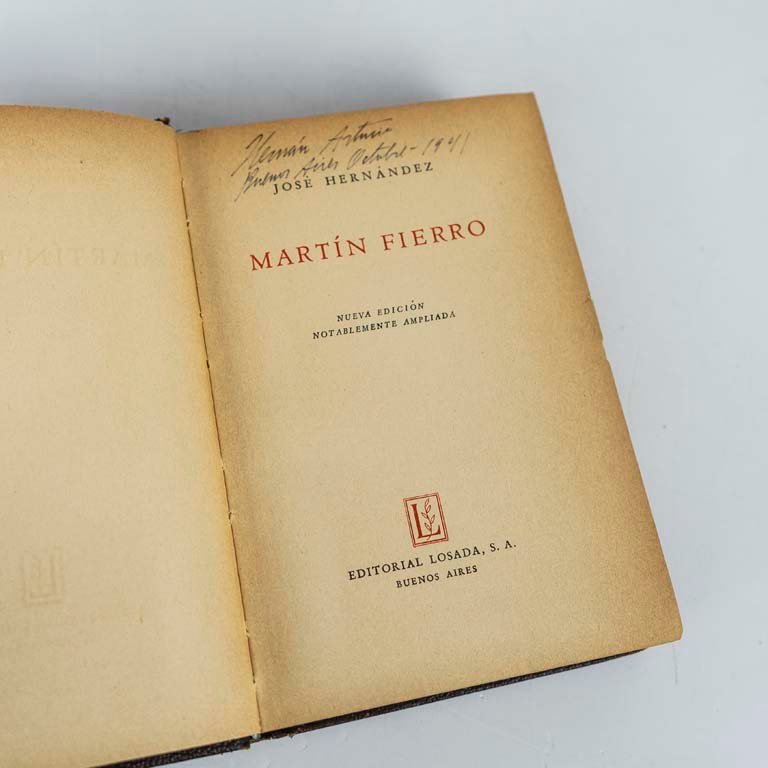 Hernán Arturo
Buenos Aires Octubre - 1941
JOSÉ HERNÁNDEZ
MARTÍN FIERRO
NUEVA EDICIÓN
NOTABLEMENTE AMPLIADA
L
EDITORIAL LOSADA, S. A.
BUENOS AIRES